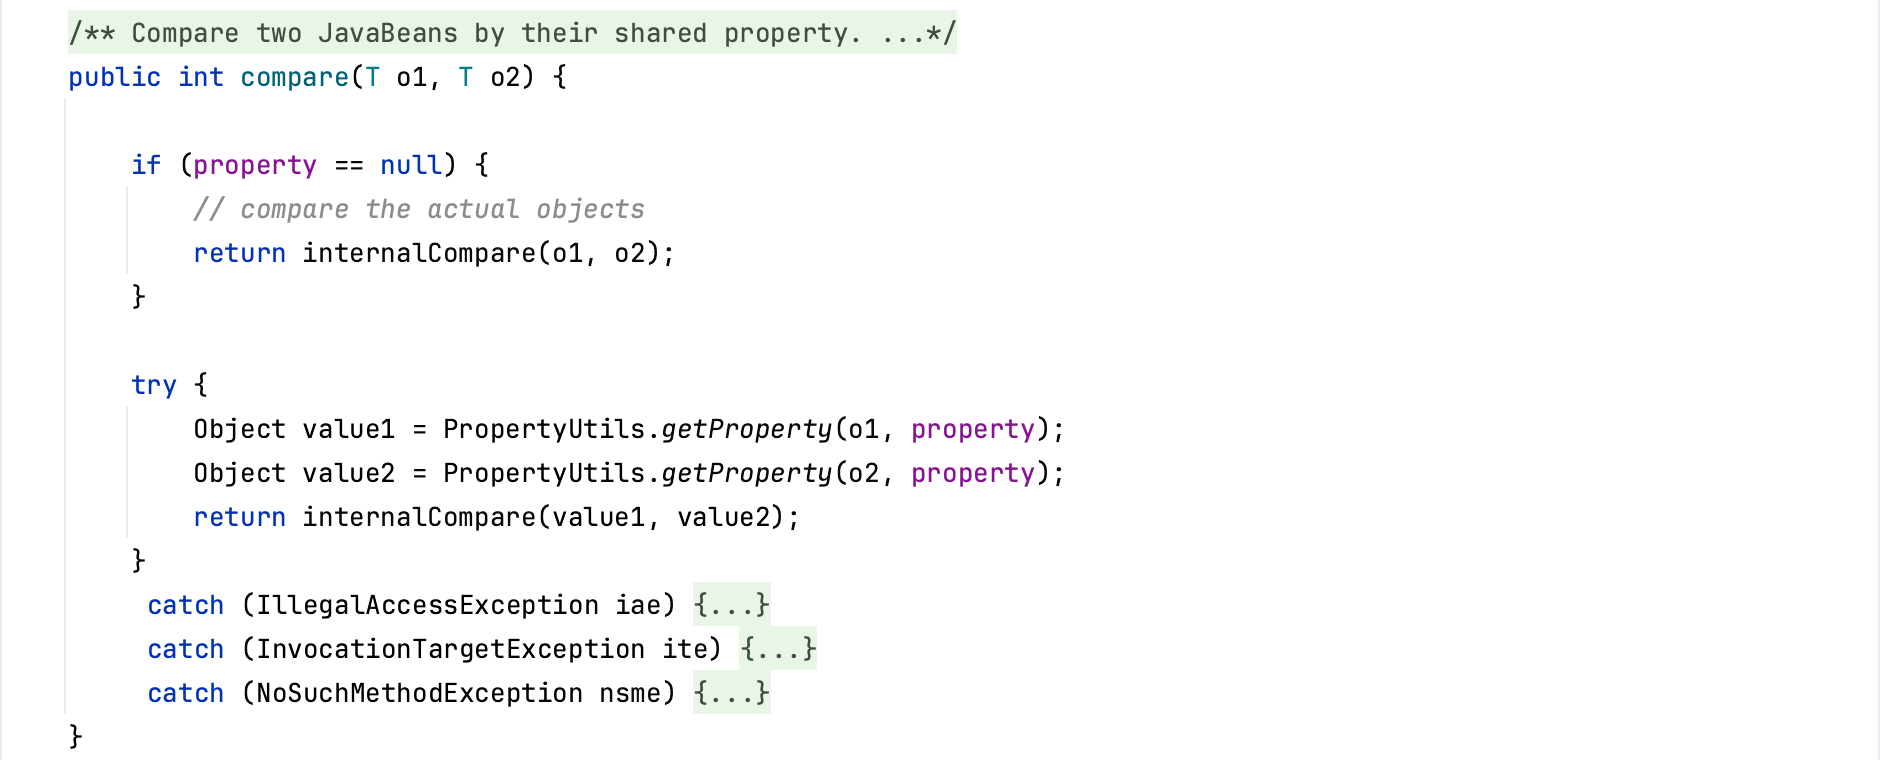 /** Compare two JavaBeans by their shared property. ...*/
public int compare(T o1, T o2) {
if (property == null) {
// compare the actual objects
return internalCompare(o1, o2);
}
try {
Object value1 = PropertyUtils.getProperty(o1, property);
Object value2 = PropertyUtils.getProperty(o2, property);
return internalCompare(value1, value2);
}
catch (IllegalAccessException iae) {...}
catch (InvocationTargetException ite) {...}
catch (NoSuchMethodException nsme) {...}
}